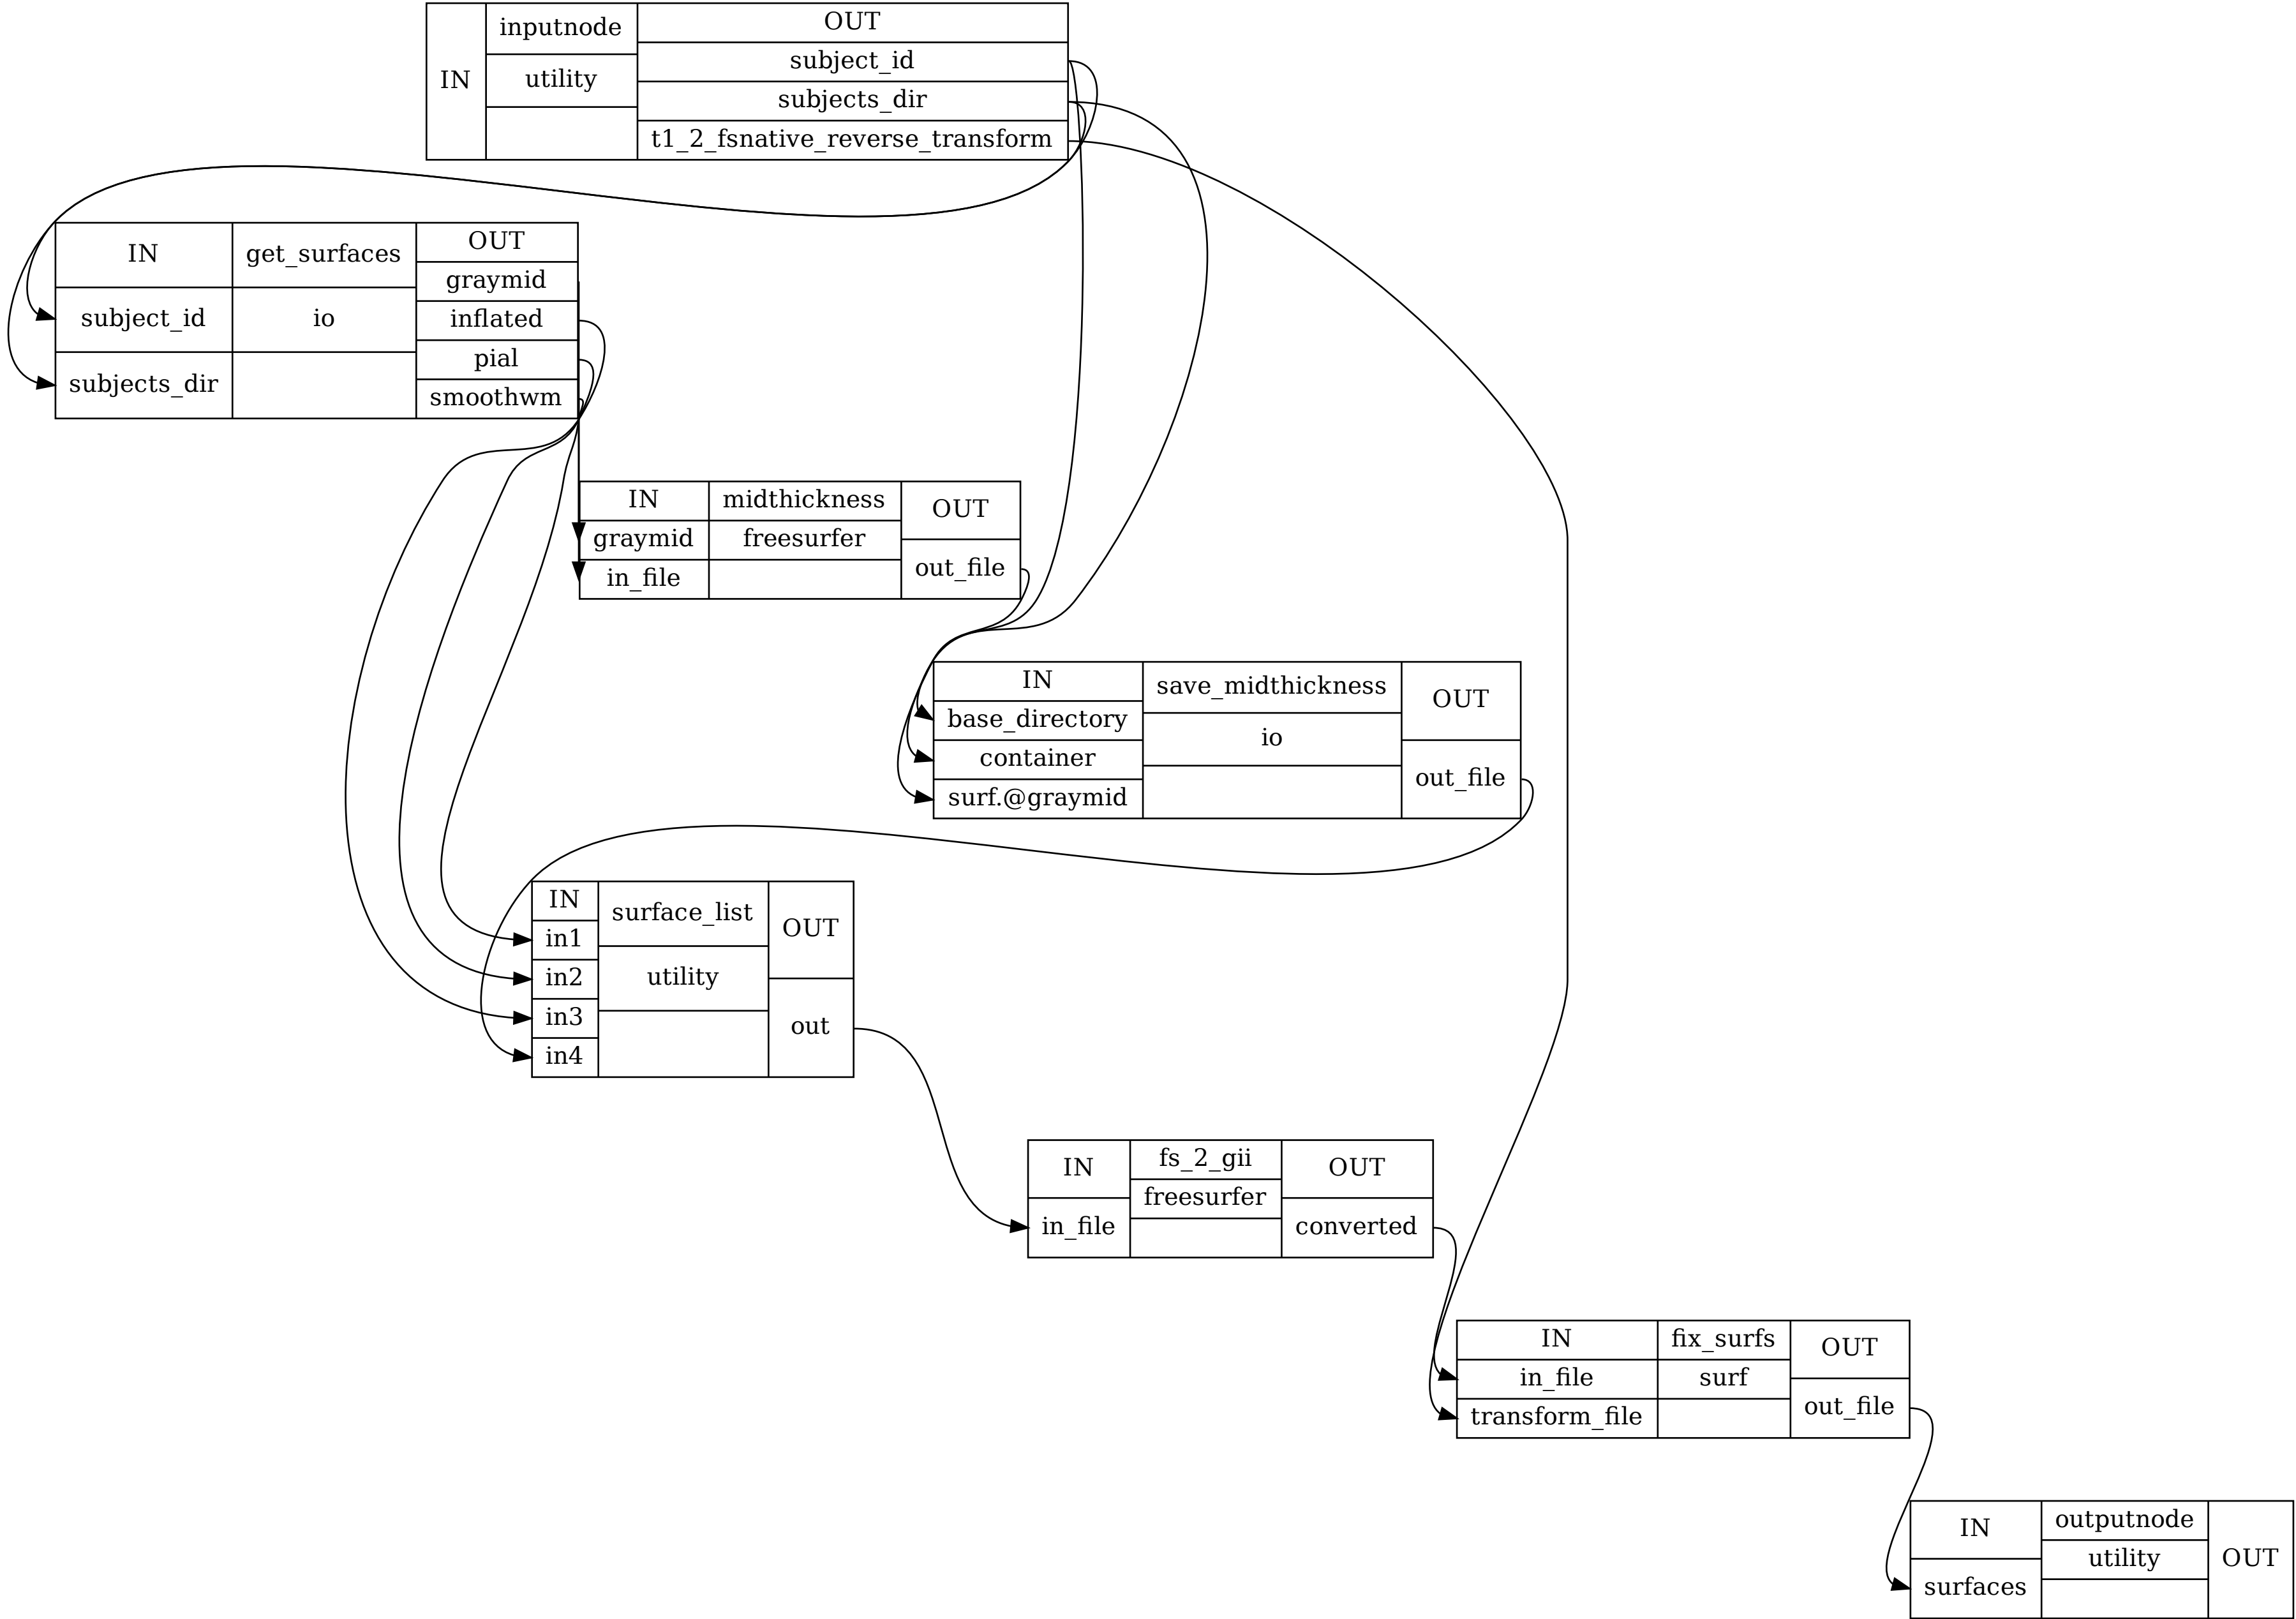 IN
inputnode
utility
OUT
subject_id
subjects_dir
t1_2_fsnative_reverse_transform
IN
subject_id
subjects_dir
get_surfaces
io
OUT
graymid
inflated
pial
smoothwm
IN
graymid
in_file
midthickness
freesurfer
OUT
out_file
IN
base_directory
container
surf.@graymid
save_midthickness
io
OUT
out_file
IN
in1
in2
in3
in4
surface_list
utility
OUT
out
IN
in_file
fs_2_gii
freesurfer
OUT
converted
IN
in_file
transform_file
fix_surfs
surf
OUT
out_file
IN
surfaces
outputnode
utility
OUT